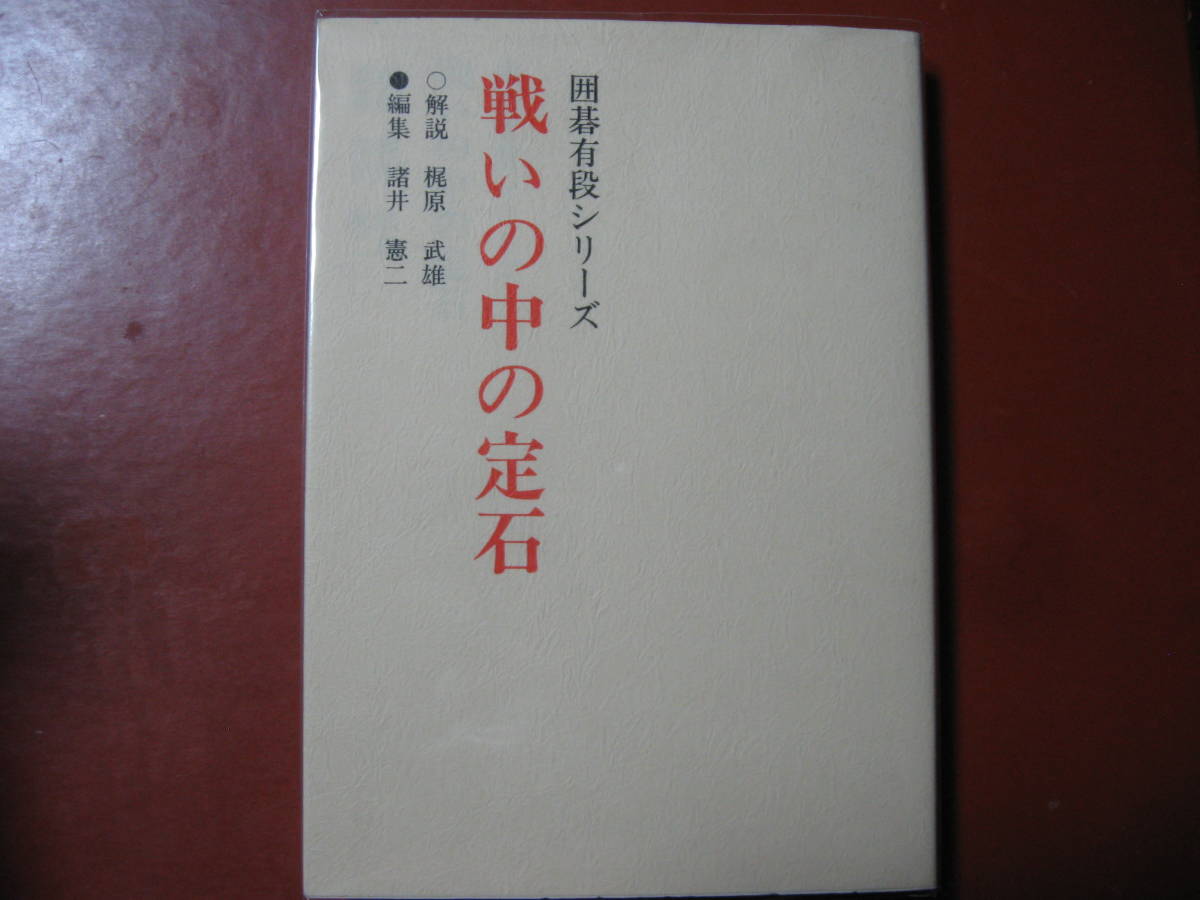 囲碁有段シリーズ
戦いの中の定石
○解説 梶原 武雄
●編集 諸井 憲二